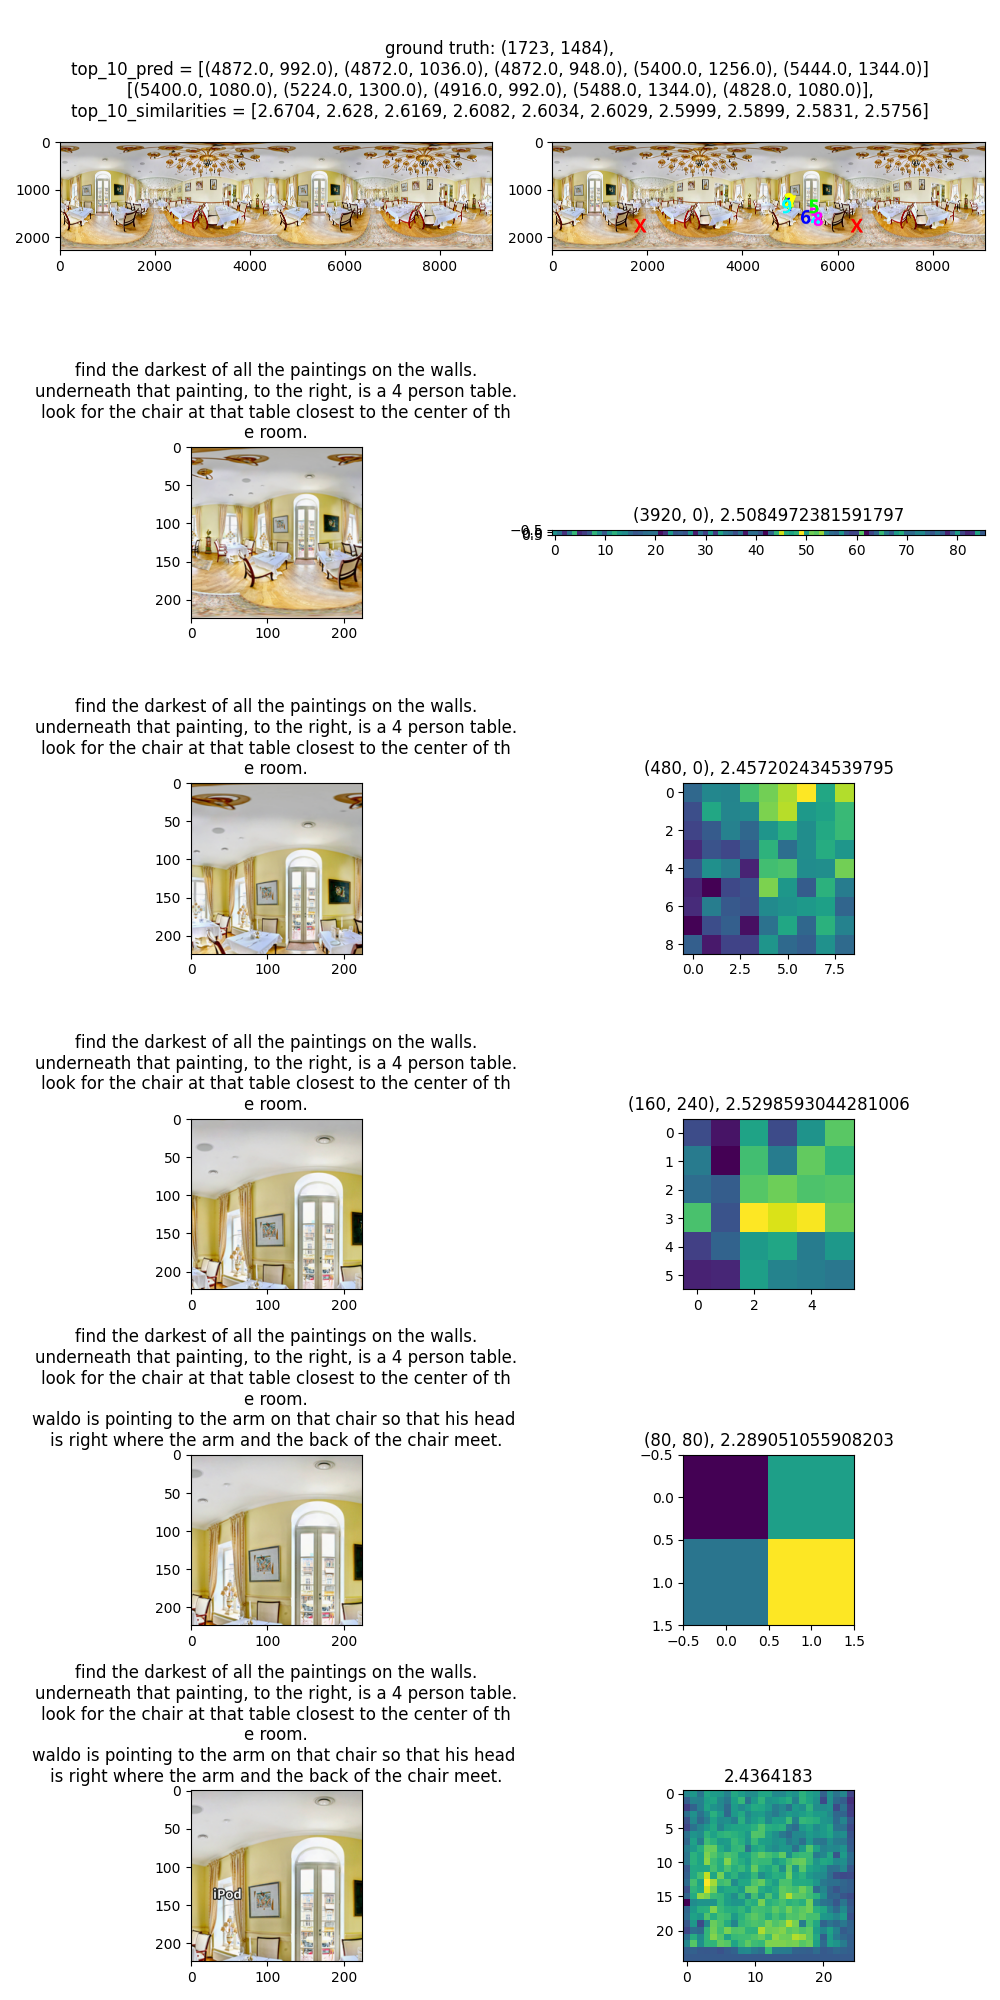 ground truth: (1723, 1484),
top_10_pred = [(4872.0, 992.0), (4872.0, 1036.0), (4872.0, 948.0), (5400.0, 1256.0), (5444.0, 1344.0)]
[(5400.0, 1080.0), (5224.0, 1300.0), (4916.0, 992.0), (5488.0, 1344.0), (4828.0, 1080.0)],
top_10_similarities = [2.6704, 2.628, 2.6169, 2.6082, 2.6034, 2.6029, 2.5999, 2.5899, 2.5831, 2.5756]
0
1000
2000
0 2000 4000 6000 8000
0
1000
2000
5
6 8
X X
0 2000 4000 6000 8000
find the darkest of all the paintings on the walls.
underneath that painting, to the right, is a 4 person table.
look for the chair at that table closest to the center of th
e room.
0
50
100
150
200
0 100 200
(3920, 0), 2.5084972381591797
0 10 20 30 40 50 60 70 80
find the darkest of all the paintings on the walls.
underneath that painting, to the right, is a 4 person table.
look for the chair at that table closest to the center of th
e room.
0
50
100
150
200
0 100 200
(480, 0), 2.457202434539795
0
2
4
6
8
0.0 2.5 5.0 7.5
find the darkest of all the paintings on the walls.
underneath that painting, to the right, is a 4 person table.
look for the chair at that table closest to the center of th
e room.
0
50
100
150
200
0 100 200
(160, 240), 2.5298593044281006
0
1
2
3
4
5
0 2 4
find the darkest of all the paintings on the walls.
underneath that painting, to the right, is a 4 person table.
look for the chair at that table closest to the center of th
e room.
waldo is pointing to the arm on that chair so that his head
is right where the arm and the back of the chair meet.
0
50
100
150
200
0 100 200
(80, 80), 2.289051055908203
−0.5
0.0
0.5
1.0
1.5
−0.5 0.0 0.5 1.0 1.5
find the darkest of all the paintings on the walls.
underneath that painting, to the right, is a 4 person table.
look for the chair at that table closest to the center of th
e room.
waldo is pointing to the arm on that chair so that his head
is right where the arm and the back of the chair meet.
0
50
100
150
200
iPod
0 100 200
2.4364183
0
5
10
15
20
0 10 20